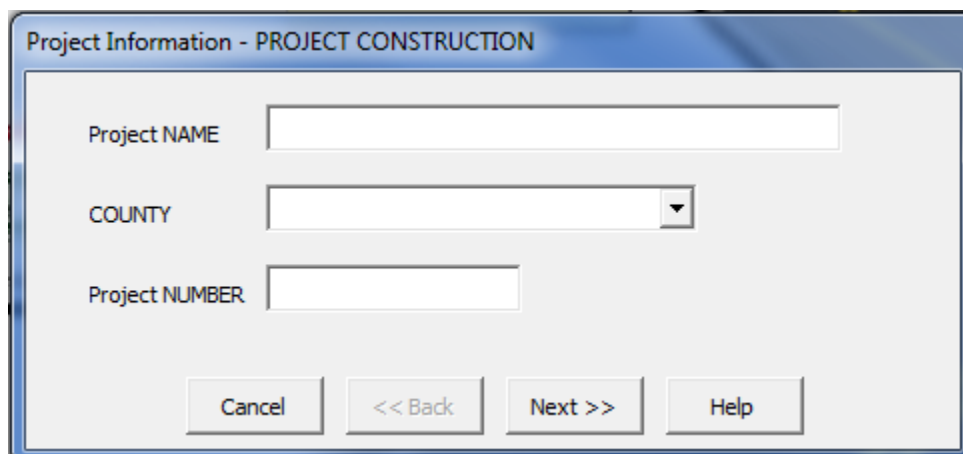 Project Information - PROJECT CONSTRUCTION
Project NAME
COUNTY
Project NUMBER
Cancel
<< Back
Next >>
Help